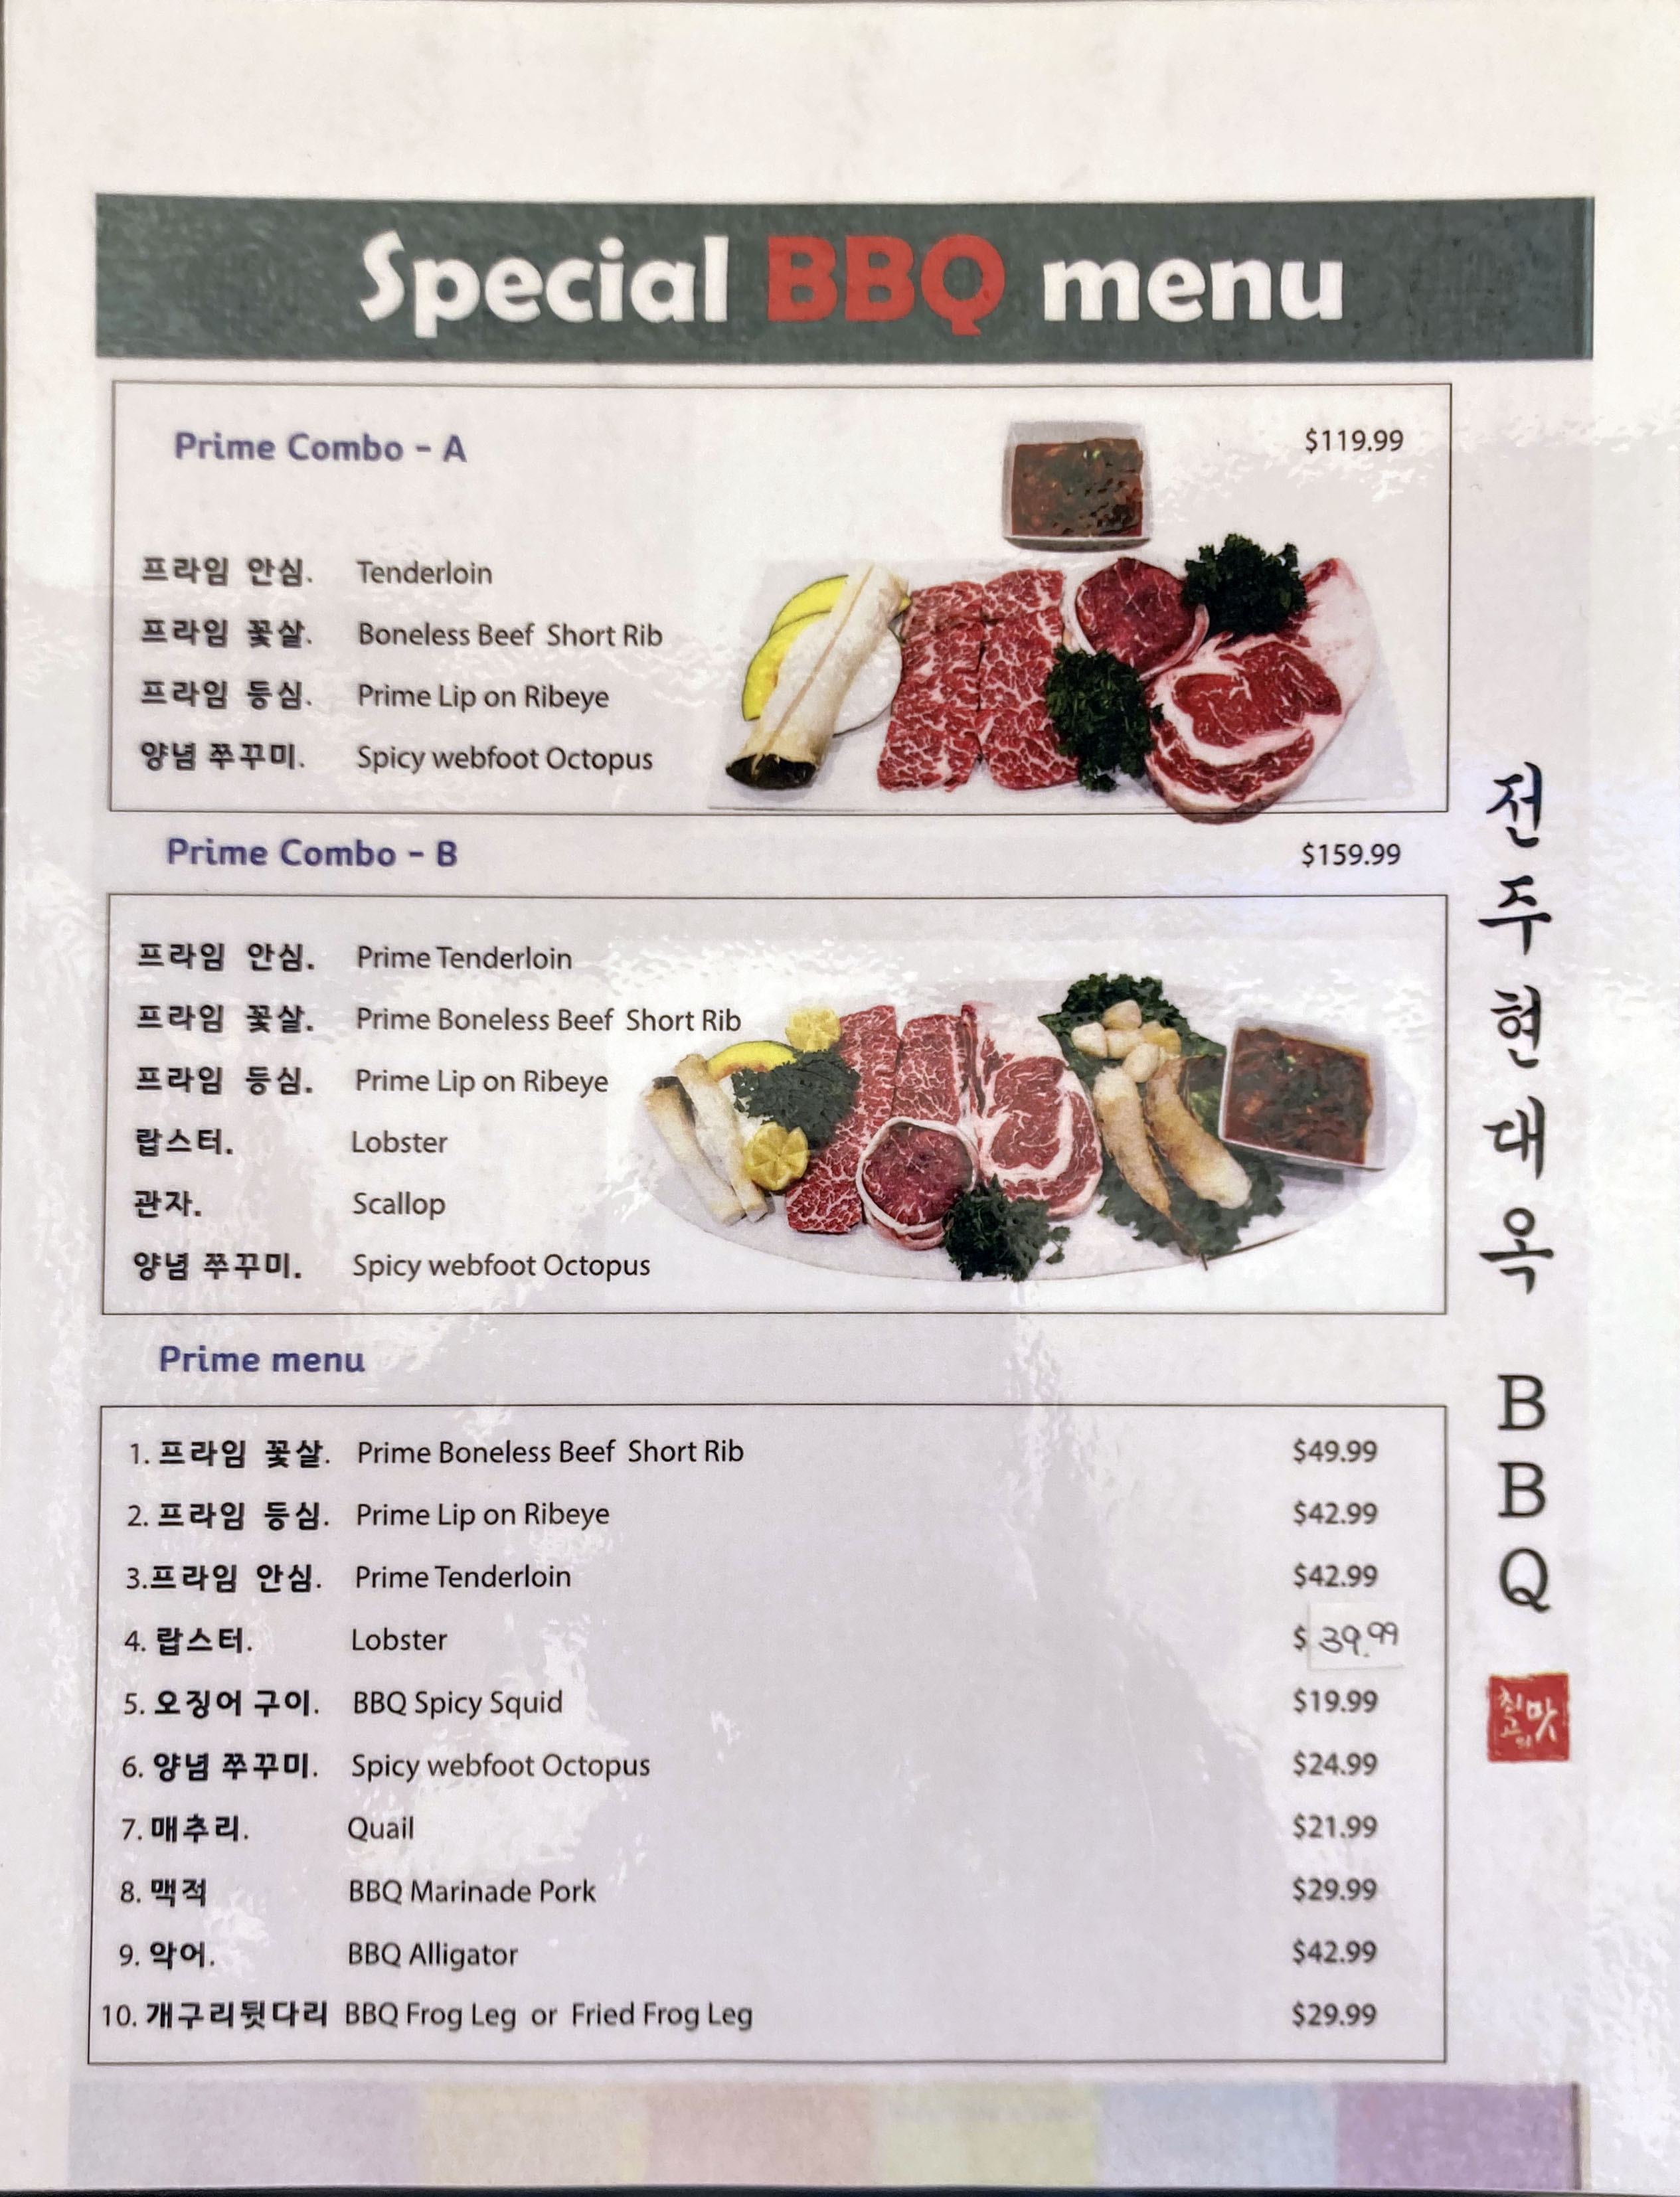 Special BBQ menu
Prime Combo - A $119.99
프라임 안심. Tenderloin
프라임 꽃살. Boneless Beef Short Rib
프라임 등심. Prime Lip on Ribeye
양념 쭈꾸미. Spicy webfoot Octopus
Prime Combo - B $159.99
프라임 안심. Prime Tenderloin
프라임 꽃살. Prime Boneless Beef Short Rib
프라임 등심. Prime Lip on Ribeye
랍스터. Lobster
관자. Scallop
양념 쭈꾸미. Spicy webfoot Octopus
Prime menu
1. 프라임 꽃살. Prime Boneless Beef Short Rib $49.99
2. 프라임 등심. Prime Lip on Ribeye $42.99
3.프라임 안심. Prime Tenderloin $42.99
4. 랍스터. Lobster $ 39.99
5. 오징어 구이. BBQ Spicy Squid $19.99
6. 양념 쭈꾸미. Spicy webfoot Octopus $24.99
7. 매추리. Quail $21.99
8. 맥적 BBQ Marinade Pork $29.99
9. 악어. BBQ Alligator $42.99
10. 개구리뒷다리 BBQ Frog Leg or Fried Frog Leg $29.99
전주현대옥 BBQ
최고의 맛